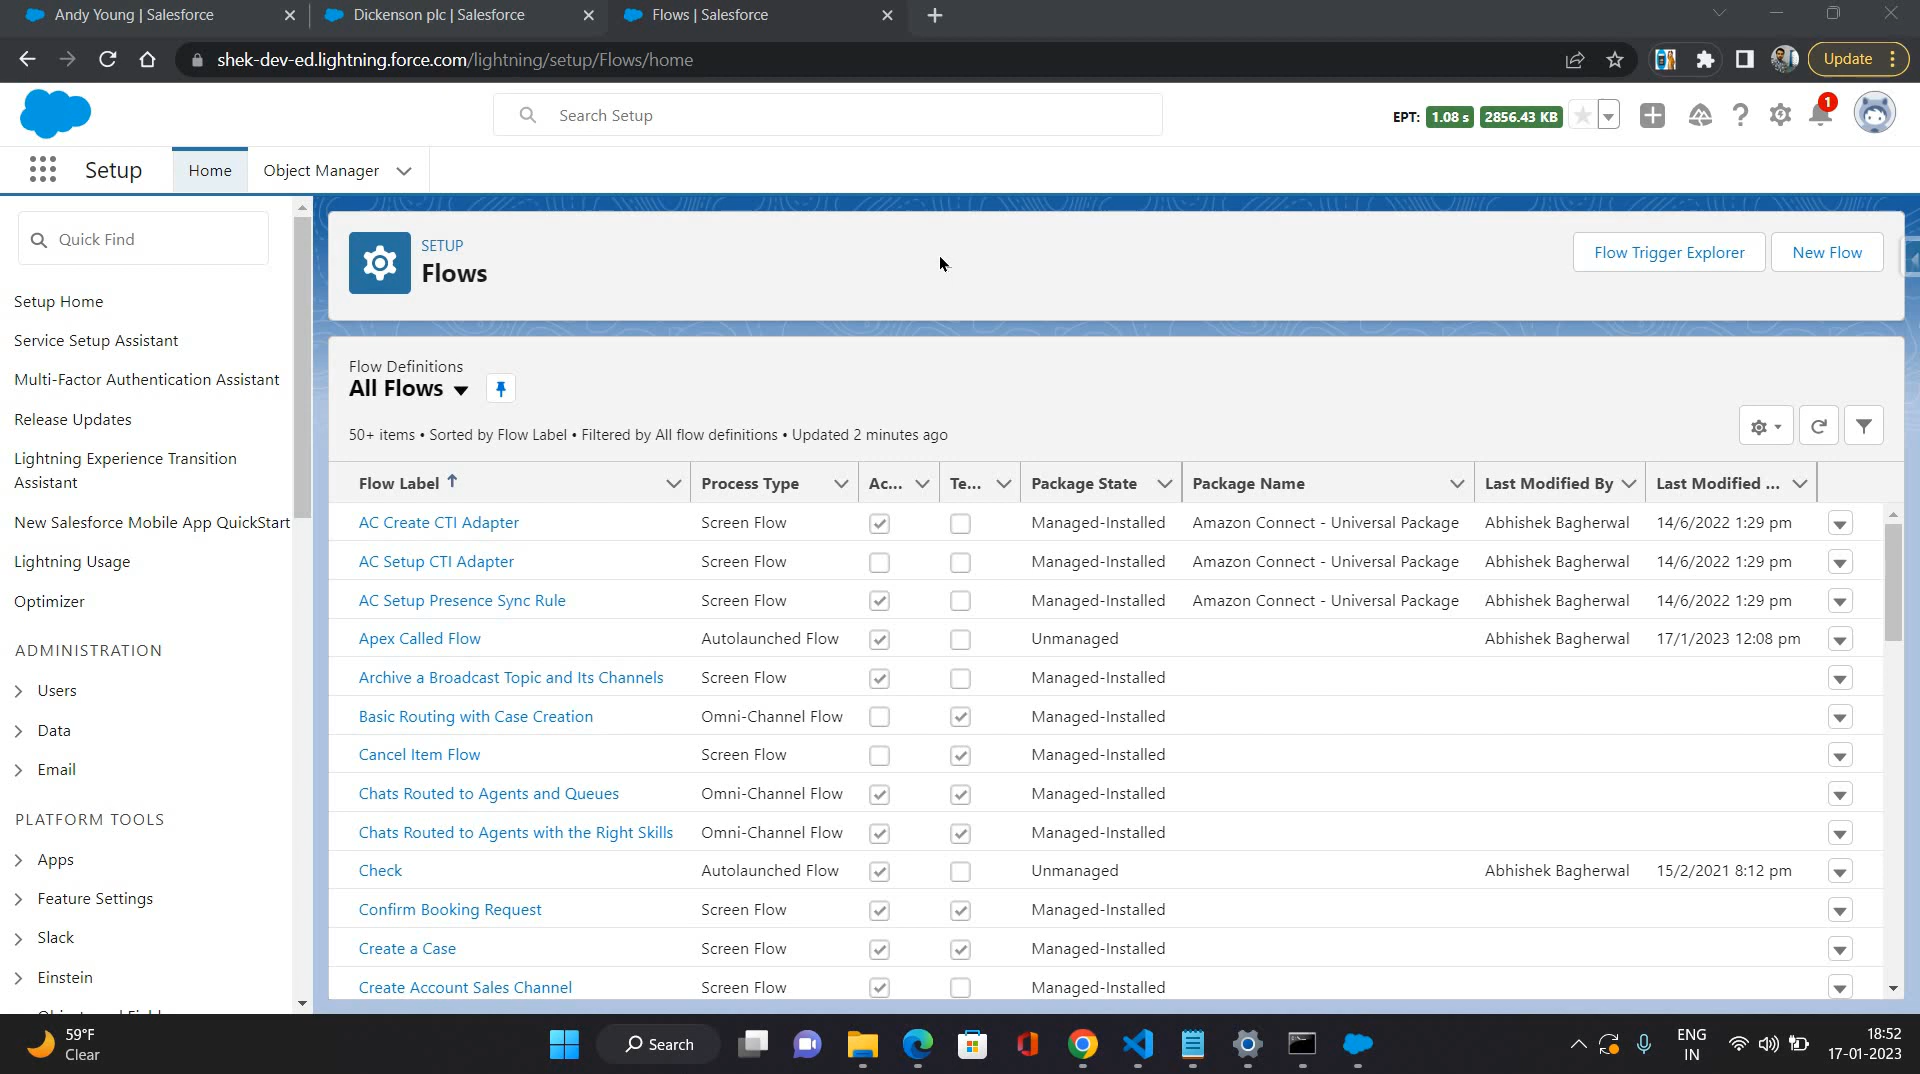 Andy Young | Salesforce
Dickenson plc | Salesforce
Flows | Salesforce
shek-dev-ed.lightning.force.com/lightning/setup/Flows/home
Update
Search Setup
EPT: 1.08 s 2856.43 KB
1
Setup
Home
Object Manager
Quick Find
Setup Home
Service Setup Assistant
Multi-Factor Authentication Assistant
Release Updates
Lightning Experience Transition
Assistant
New Salesforce Mobile App QuickStart
Lightning Usage
Optimizer
ADMINISTRATION
Users
Data
Email
PLATFORM TOOLS
Apps
Feature Settings
Slack
Einstein
SETUP
Flows
Flow Trigger Explorer
New Flow
Flow Definitions
All Flows
50+ items • Sorted by Flow Label • Filtered by All flow definitions • Updated 2 minutes ago
Flow Label Process Type Ac... Te... Package State Package Name Last Modified By Last Modified ...
AC Create CTI Adapter Screen Flow Managed-Installed Amazon Connect - Universal Package Abhishek Bagherwal 14/6/2022 1:29 pm
AC Setup CTI Adapter Screen Flow Managed-Installed Amazon Connect - Universal Package Abhishek Bagherwal 14/6/2022 1:29 pm
AC Setup Presence Sync Rule Screen Flow Managed-Installed Amazon Connect - Universal Package Abhishek Bagherwal 14/6/2022 1:29 pm
Apex Called Flow Autolaunched Flow Unmanaged Abhishek Bagherwal 17/1/2023 12:08 pm
Archive a Broadcast Topic and Its Channels Screen Flow Managed-Installed
Basic Routing with Case Creation Omni-Channel Flow Managed-Installed
Cancel Item Flow Screen Flow Managed-Installed
Chats Routed to Agents and Queues Omni-Channel Flow Managed-Installed
Chats Routed to Agents with the Right Skills Omni-Channel Flow Managed-Installed
Check Autolaunched Flow Unmanaged Abhishek Bagherwal 15/2/2021 8:12 pm
Confirm Booking Request Screen Flow Managed-Installed
Create a Case Screen Flow Managed-Installed
Create Account Sales Channel Screen Flow Managed-Installed
59°F
Clear
Search
ENG
IN
18:52
17-01-2023